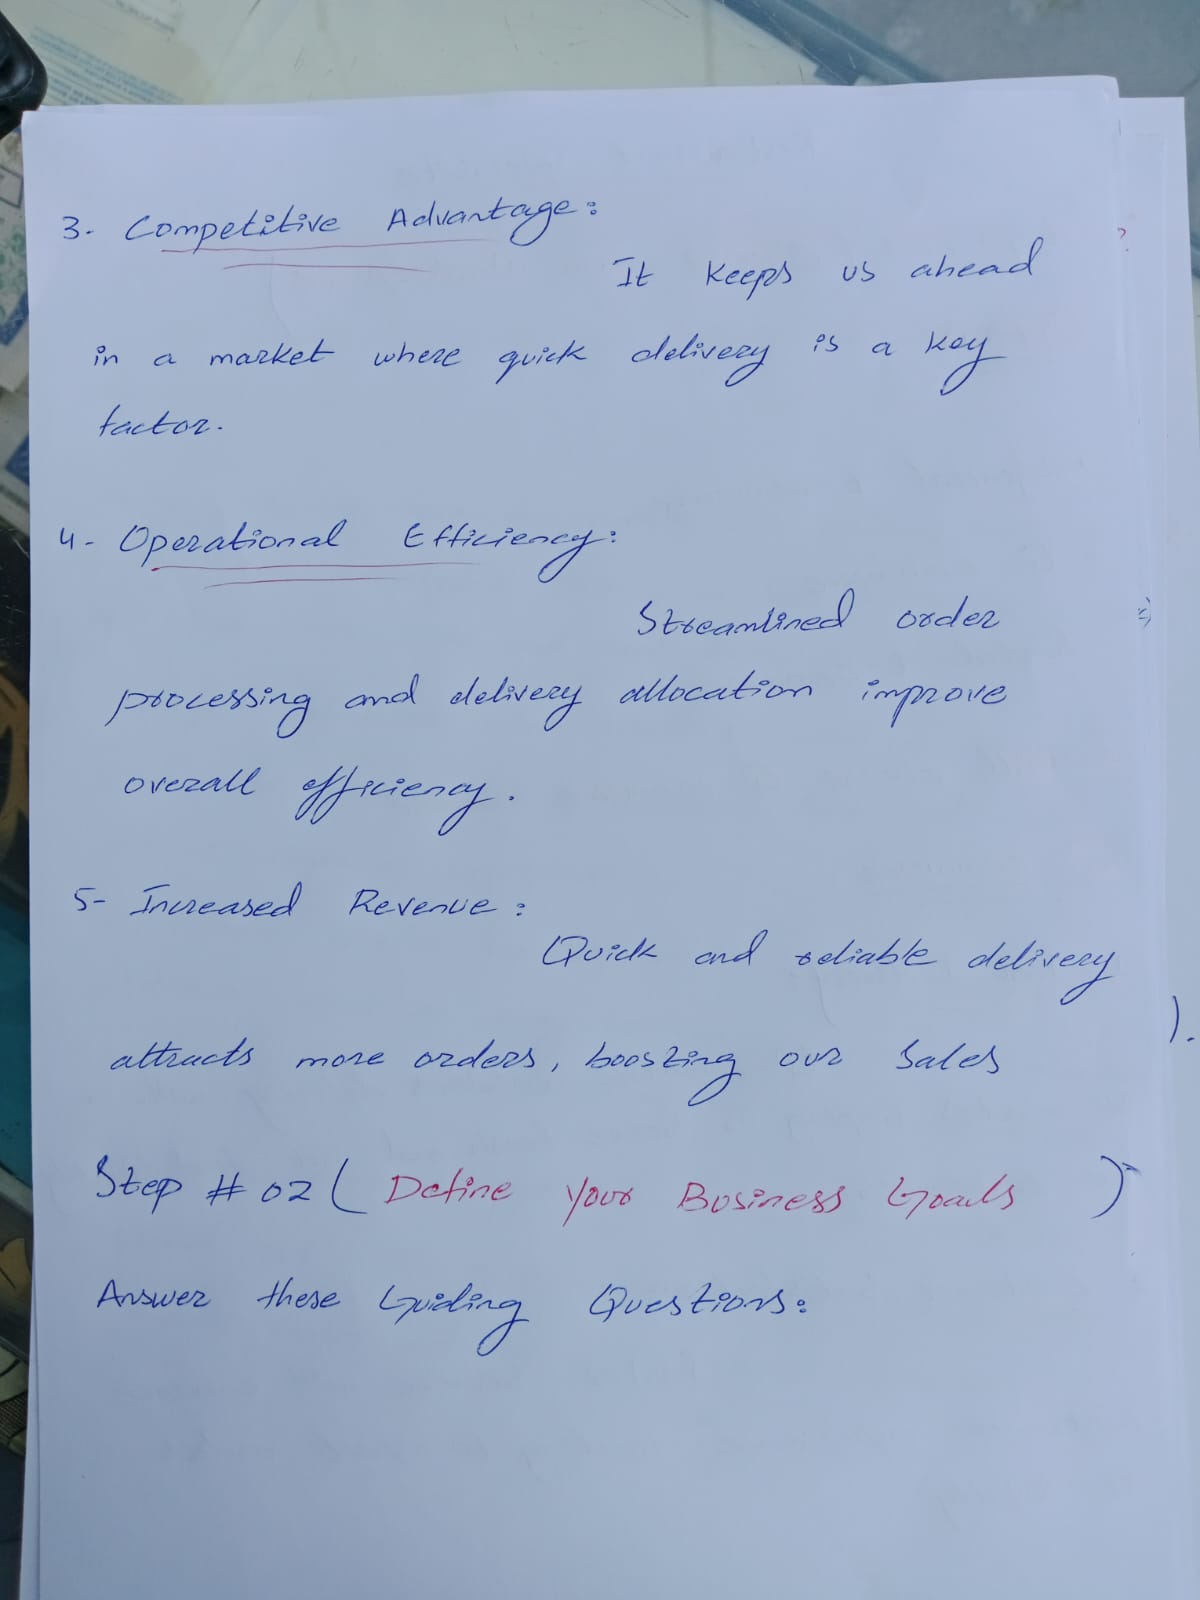 3- Competitive Advantage:
It keeps us ahead
in a market where quick delivery is a key
factor.
4- Operational Efficiency:
Streamlined order
processing and delivery allocation improve
overall efficiency.
5- Increased Revenue:
Quick and reliable delivery
attracts more orders, boosting our sales
Step # 02 ( Define Your Business Goals )
Answer these Guiding Questions: